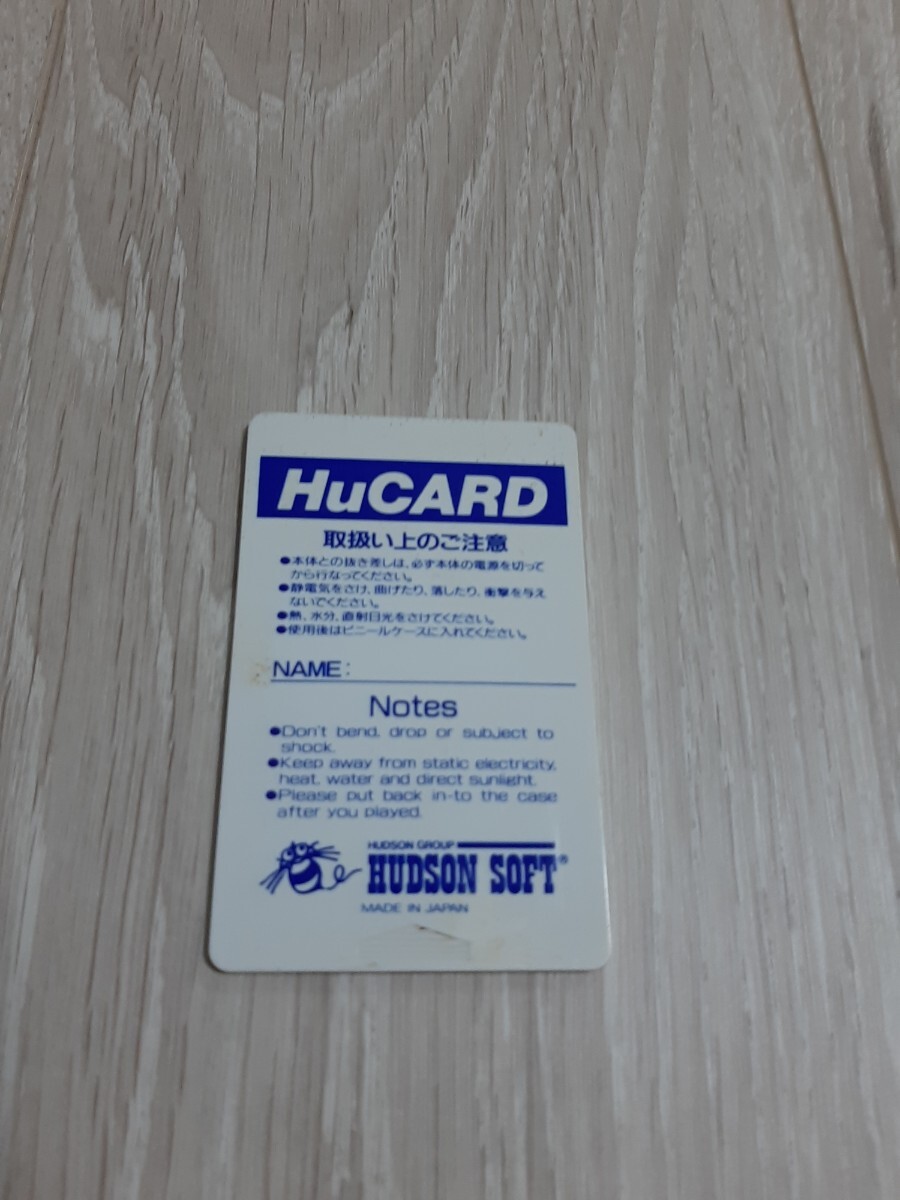 HuCARD
取扱い上のご注意
●本体との抜き差しは、必ず本体の電源を切って
から行なってください。
●静電気をさけ、曲げたり、落したり、衝撃を与え
ないでください。
●熱、水分、直射日光をさけてください。
●使用後はビニールケースに入れてください。
NAME:
Notes
●Don't bend, drop or subject to
shock.
●Keep away from static electricity,
heat, water and direct sunlight.
●Please put back in-to the case
after you played.
HUDSON GROUP
HUDSON SOFT®
MADE IN JAPAN